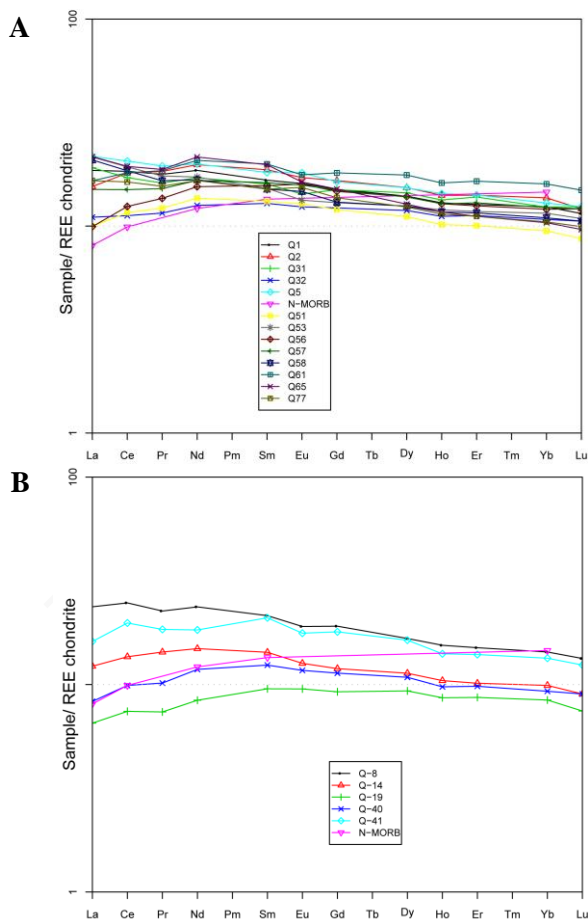 A
100
Sample/ REE chondrite
1
Q1
Q2
Q31
Q32
Q5
N-MORB
Q51
Q53
Q56
Q57
Q58
Q61
Q65
Q77
La Ce Pr Nd Pm Sm Eu Gd Tb Dy Ho Er Tm Yb Lu
B
100
Sample/ REE chondrite
1
Q-8
Q-14
Q-19
Q-40
Q-41
N-MORB
La Ce Pr Nd Pm Sm Eu Gd Tb Dy Ho Er Tm Yb Lu